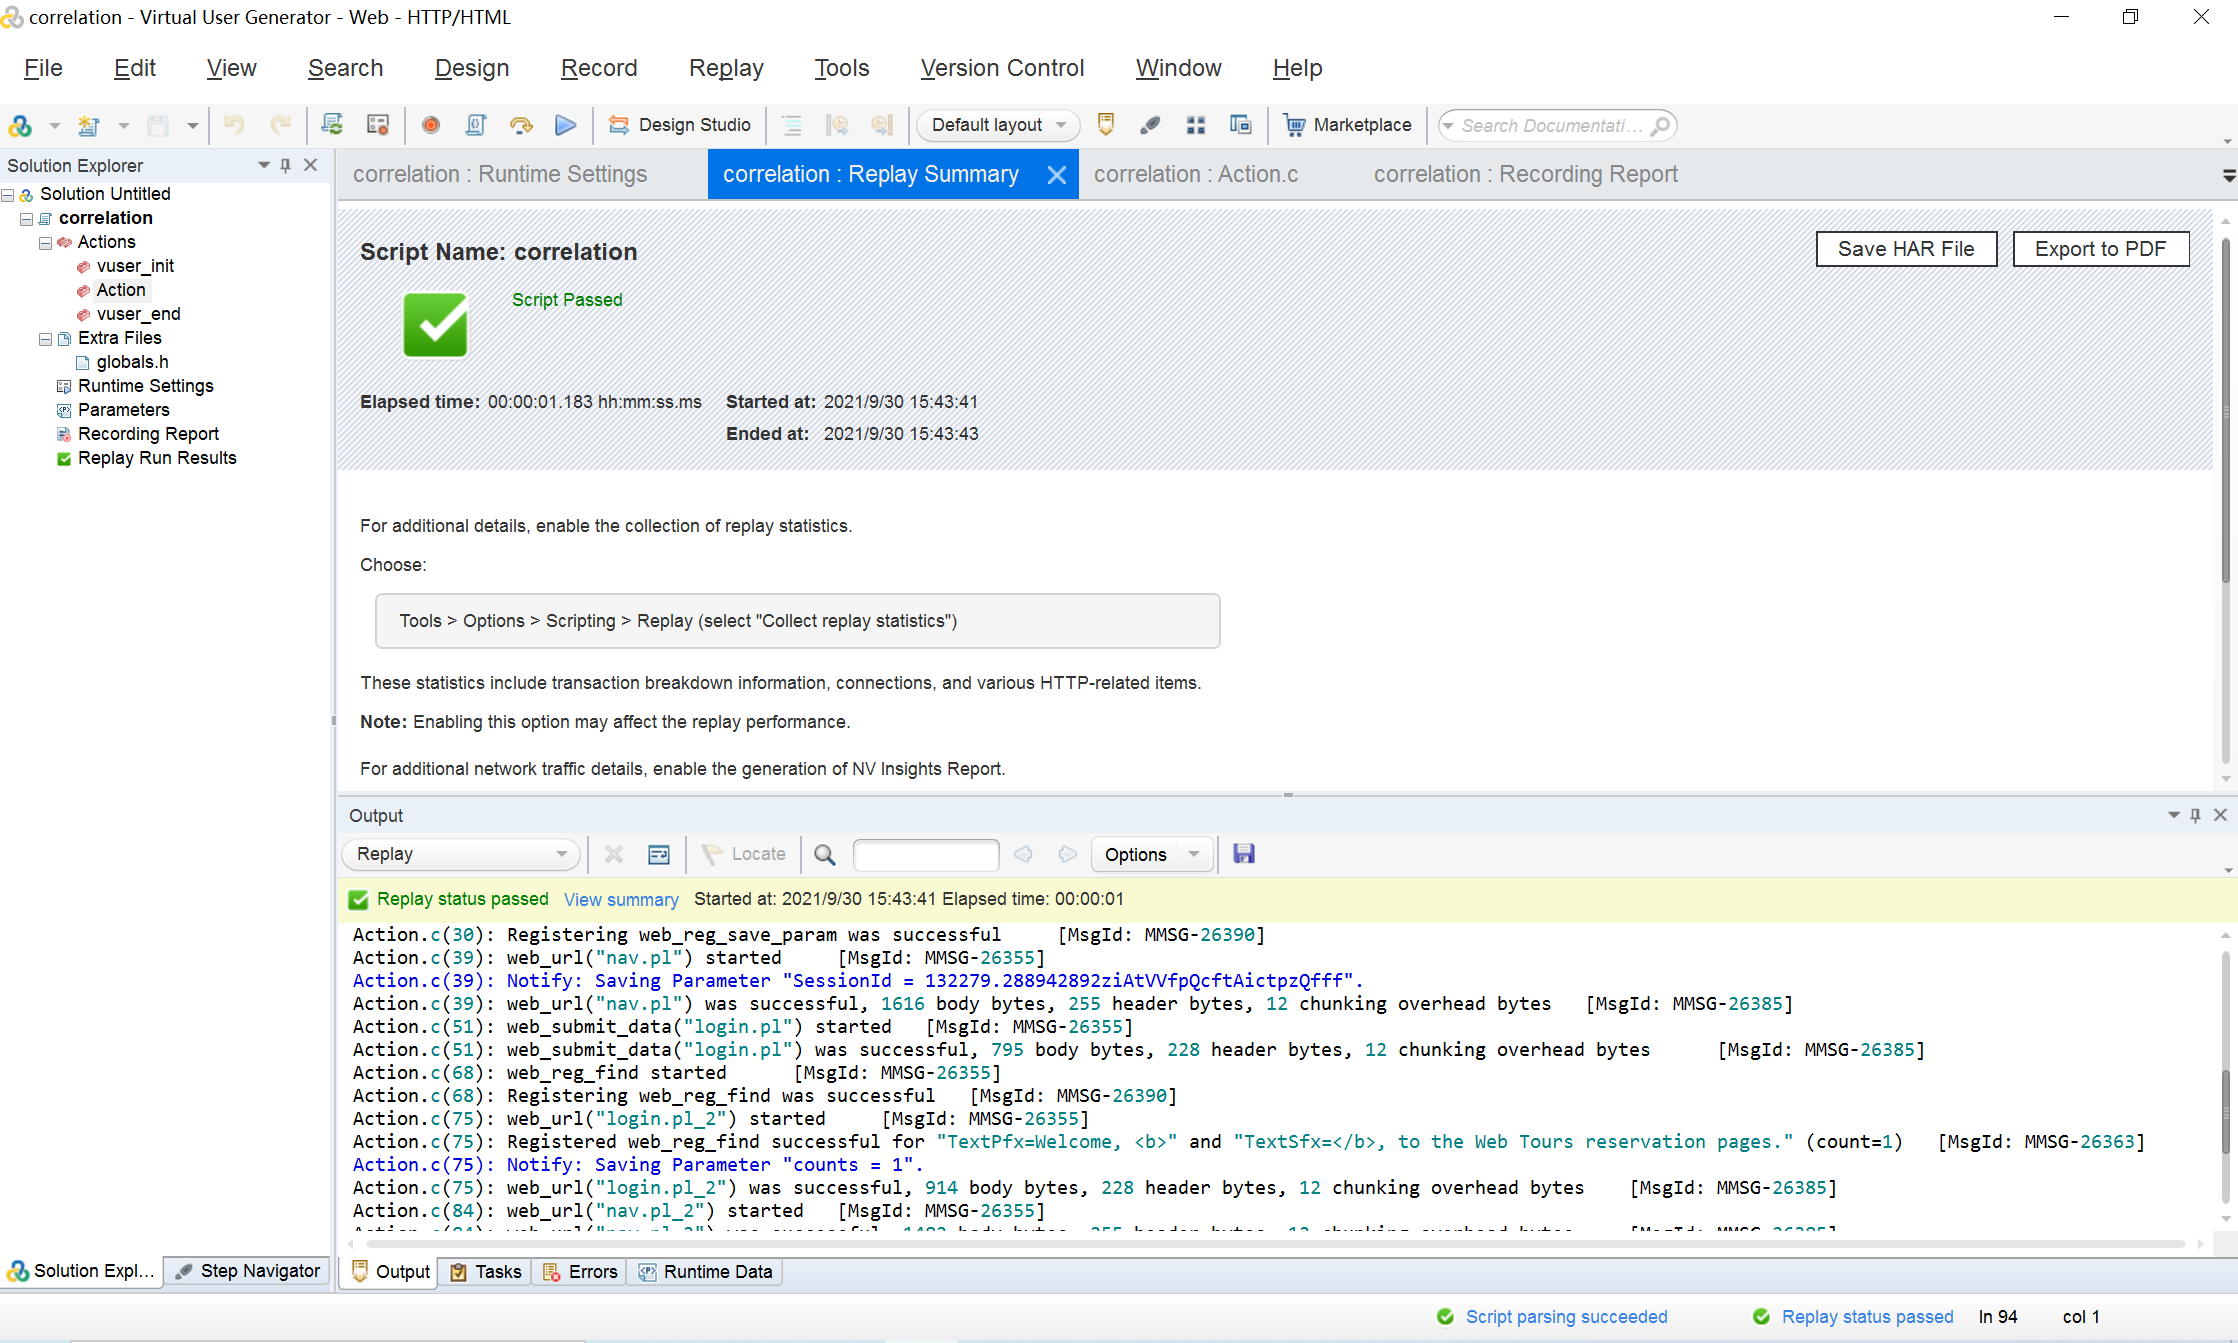 correlation - Virtual User Generator - Web - HTTP/HTML
File Edit View Search Design Record Replay Tools Version Control Window Help
Design Studio Default layout Marketplace Search Documentati...
Solution Explorer
Solution Untitled
correlation
Actions
vuser_init
Action
vuser_end
Extra Files
globals.h
Runtime Settings
Parameters
Recording Report
Replay Run Results
correlation : Runtime Settings correlation : Replay Summary correlation : Action.c correlation : Recording Report
Script Name: correlation
Save HAR File Export to PDF
Script Passed
Elapsed time: 00:00:01.183 hh:mm:ss.ms Started at: 2021/9/30 15:43:41
Ended at: 2021/9/30 15:43:43
For additional details, enable the collection of replay statistics.
Choose:
Tools > Options > Scripting > Replay (select "Collect replay statistics")
These statistics include transaction breakdown information, connections, and various HTTP-related items.
Note: Enabling this option may affect the replay performance.
For additional network traffic details, enable the generation of NV Insights Report.
Output
Replay Locate Options
Replay status passed View summary Started at: 2021/9/30 15:43:41 Elapsed time: 00:00:01
Action.c(30): Registering web_reg_save_param was successful [MsgId: MMSG-26390]
Action.c(39): web_url("nav.pl") started [MsgId: MMSG-26355]
Action.c(39): Notify: Saving Parameter "SessionId = 132279.288942892ziAtVVfpQcftAictpzQfff".
Action.c(39): web_url("nav.pl") was successful, 1616 body bytes, 255 header bytes, 12 chunking overhead bytes [MsgId: MMSG-26385]
Action.c(51): web_submit_data("login.pl") started [MsgId: MMSG-26355]
Action.c(51): web_submit_data("login.pl") was successful, 795 body bytes, 228 header bytes, 12 chunking overhead bytes [MsgId: MMSG-26385]
Action.c(68): web_reg_find started [MsgId: MMSG-26355]
Action.c(68): Registering web_reg_find was successful [MsgId: MMSG-26390]
Action.c(75): web_url("login.pl_2") started [MsgId: MMSG-26355]
Action.c(75): Registered web_reg_find successful for "TextPfx=Welcome, <b>" and "TextSfx=</b>, to the Web Tours reservation pages." (count=1) [MsgId: MMSG-26363]
Action.c(75): Notify: Saving Parameter "counts = 1".
Action.c(75): web_url("login.pl_2") was successful, 914 body bytes, 228 header bytes, 12 chunking overhead bytes [MsgId: MMSG-26385]
Action.c(84): web_url("nav.pl_2") started [MsgId: MMSG-26355]
Solution Expl... Step Navigator Output Tasks Errors Runtime Data
Script parsing succeeded Replay status passed ln 94 col 1